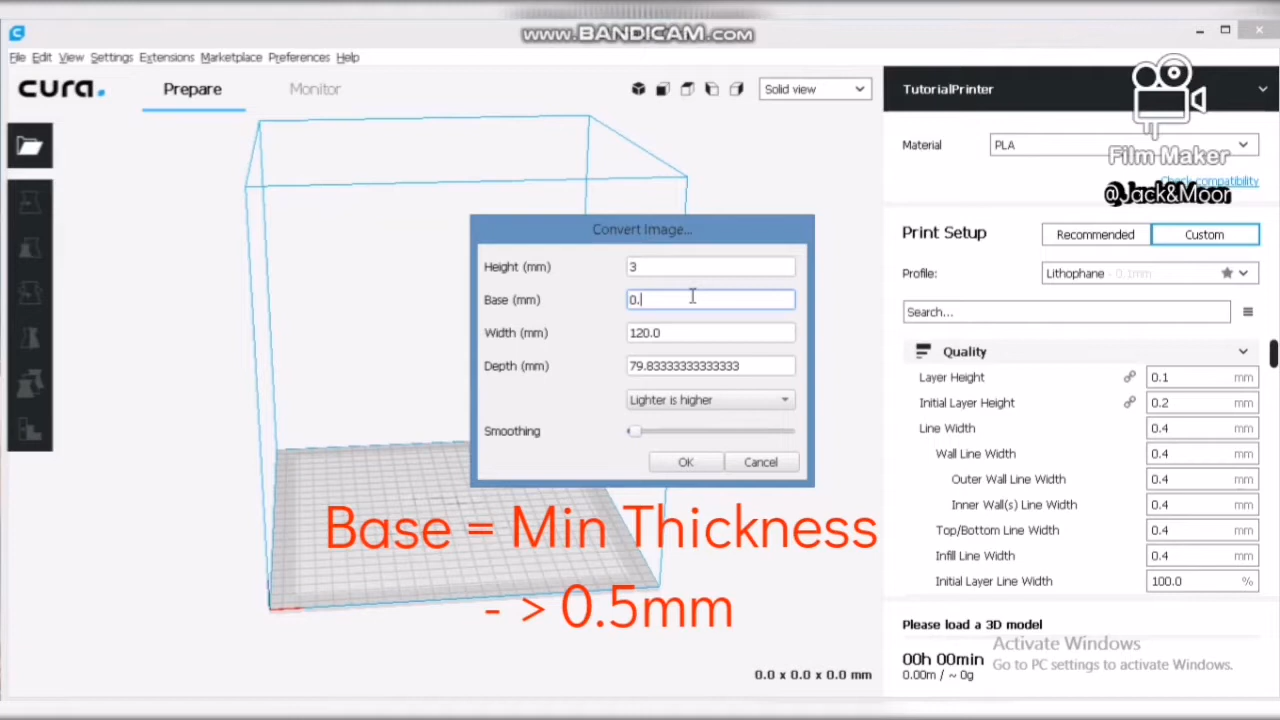 www.BANDICAM.com
File Edit View Settings Extensions Marketplace Preferences Help
cura.
Prepare
Monitor
Solid view
TutorialPrinter
Material
PLA
Film Maker
Check compatibility
@Jack&Moor
Print Setup
Recommended
Custom
Profile:
Lithophane - 0.1mm
Search...
Quality
Layer Height 0.1 mm
Initial Layer Height 0.2 mm
Line Width 0.4 mm
Wall Line Width 0.4 mm
Outer Wall Line Width 0.4 mm
Inner Wall(s) Line Width 0.4 mm
Top/Bottom Line Width 0.4 mm
Infill Line Width 0.4 mm
Initial Layer Line Width 100.0 %
Convert Image...
Height (mm) 3
Base (mm) 0.
Width (mm) 120.0
Depth (mm) 79.83333333333333
Lighter is higher
Smoothing
OK
Cancel
Base = Min Thickness
- > 0.5mm
Please load a 3D model
Activate Windows
00h 00min
Go to PC settings to activate Windows.
0.00m / ~ 0g
0.0 x 0.0 x 0.0 mm